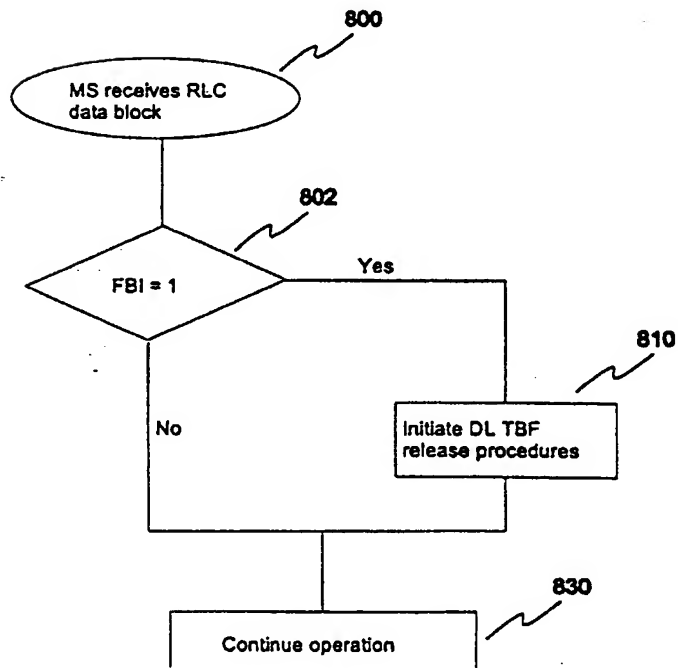 800
MS receives RLC
data block
802
FBI = 1
Yes
810
No
Initiate DL TBF
release procedures
830
Continue operation